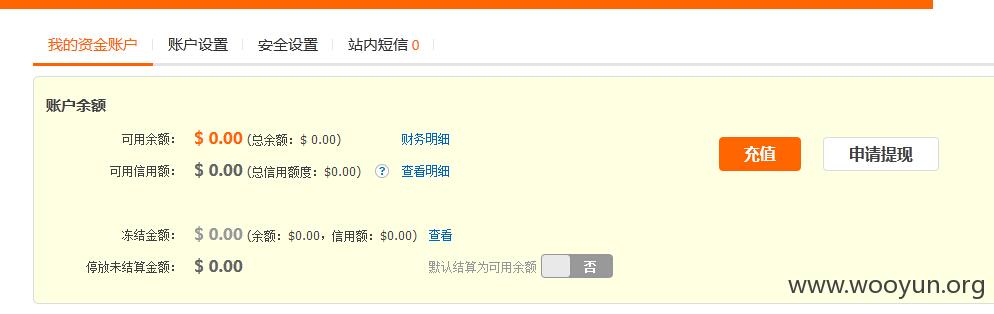 我的资金账户 账户设置 安全设置 站内短信 0
账户余额
可用余额： $ 0.00 (总余额：$ 0.00) 财务明细
充值 申请提现
可用信用额： $ 0.00 (总信用额度：$0.00) ? 查看明细
冻结金额： $ 0.00 (余额：$0.00，信用额：$0.00) 查看
停放未结算金额： $ 0.00 默认结算为可用余额 否
www.wooyun.org